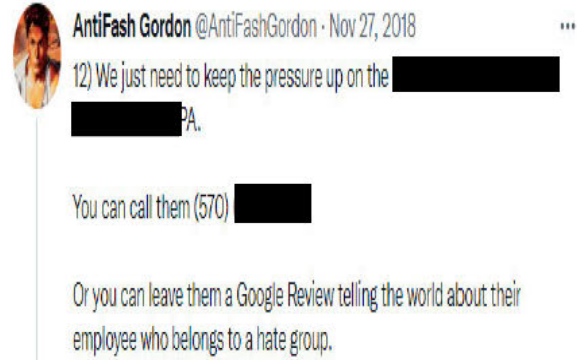 AntiFash Gordon @AntiFashGordon · Nov 27, 2018 ...
12) We just need to keep the pressure up on the
PA.
You can call them (570)
Or you can leave them a Google Review telling the world about their
employee who belongs to a hate group.